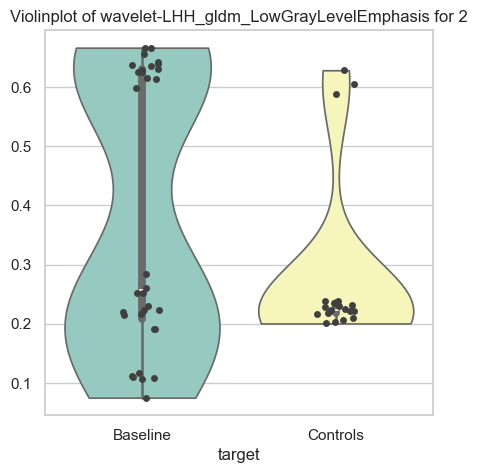 Violinplot of wavelet-LHH_gldm_LowGrayLevelEmphasis for 2
0.6
0.5
0.4
0.3
0.2
0.1
Baseline Controls
target